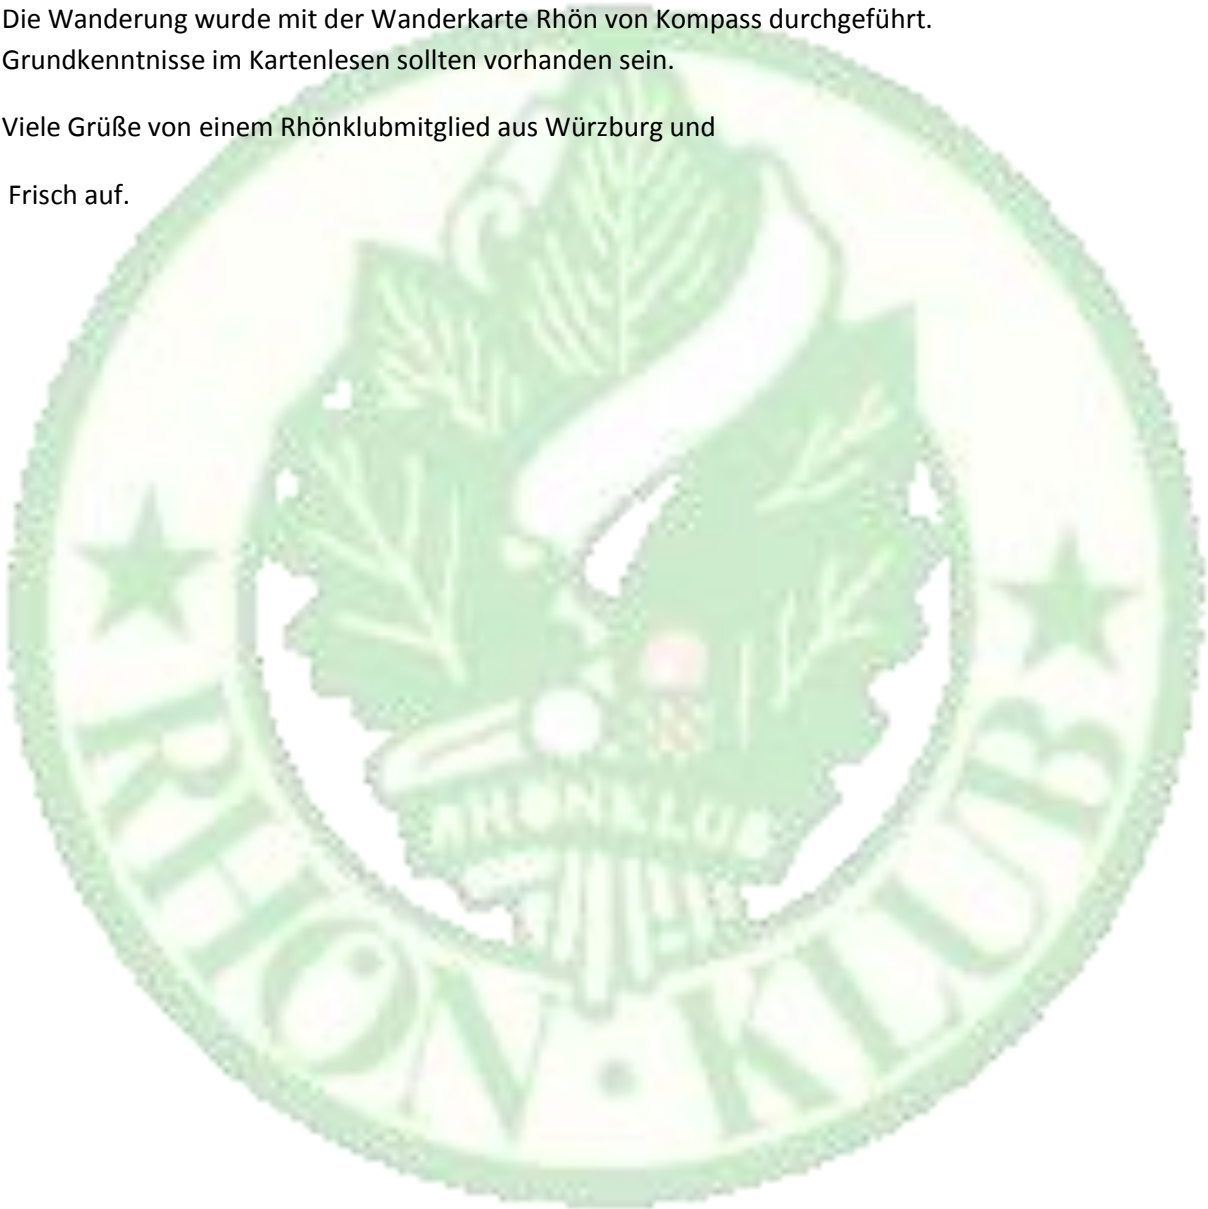 Die Wanderung wurde mit der Wanderkarte Rhön von Kompass durchgeführt.
Grundkenntnisse im Kartenlesen sollten vorhanden sein.
Viele Grüße von einem Rhönklubmitglied aus Würzburg und
Frisch auf.
RHÖNKLUB
RHÖN · KLUB